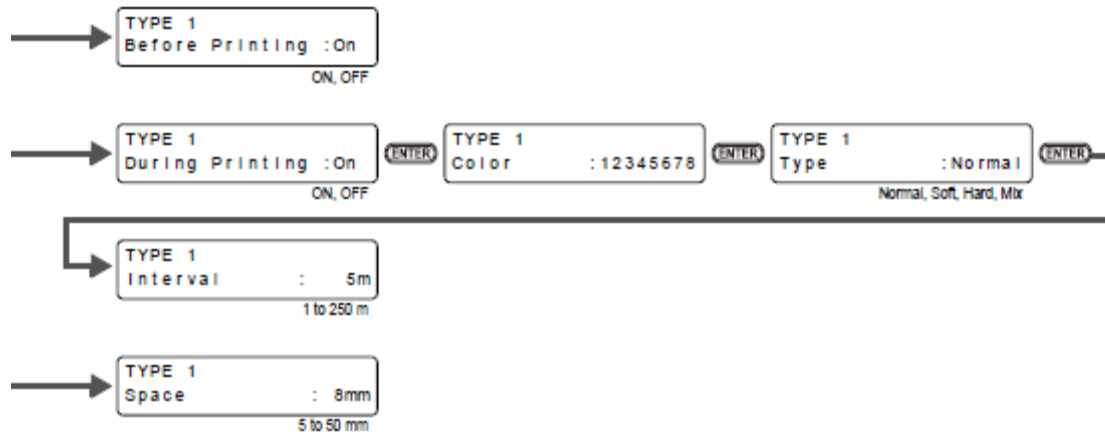 TYPE 1
Before Printing :On
ON, OFF
TYPE 1
During Printing :On
ON, OFF
ENTER
TYPE 1
Color :12345678
ENTER
TYPE 1
Type :Normal
Normal, Soft, Hard, Mix
ENTER
TYPE 1
Interval : 5m
1 to 250 m
TYPE 1
Space : 8mm
5 to 50 mm